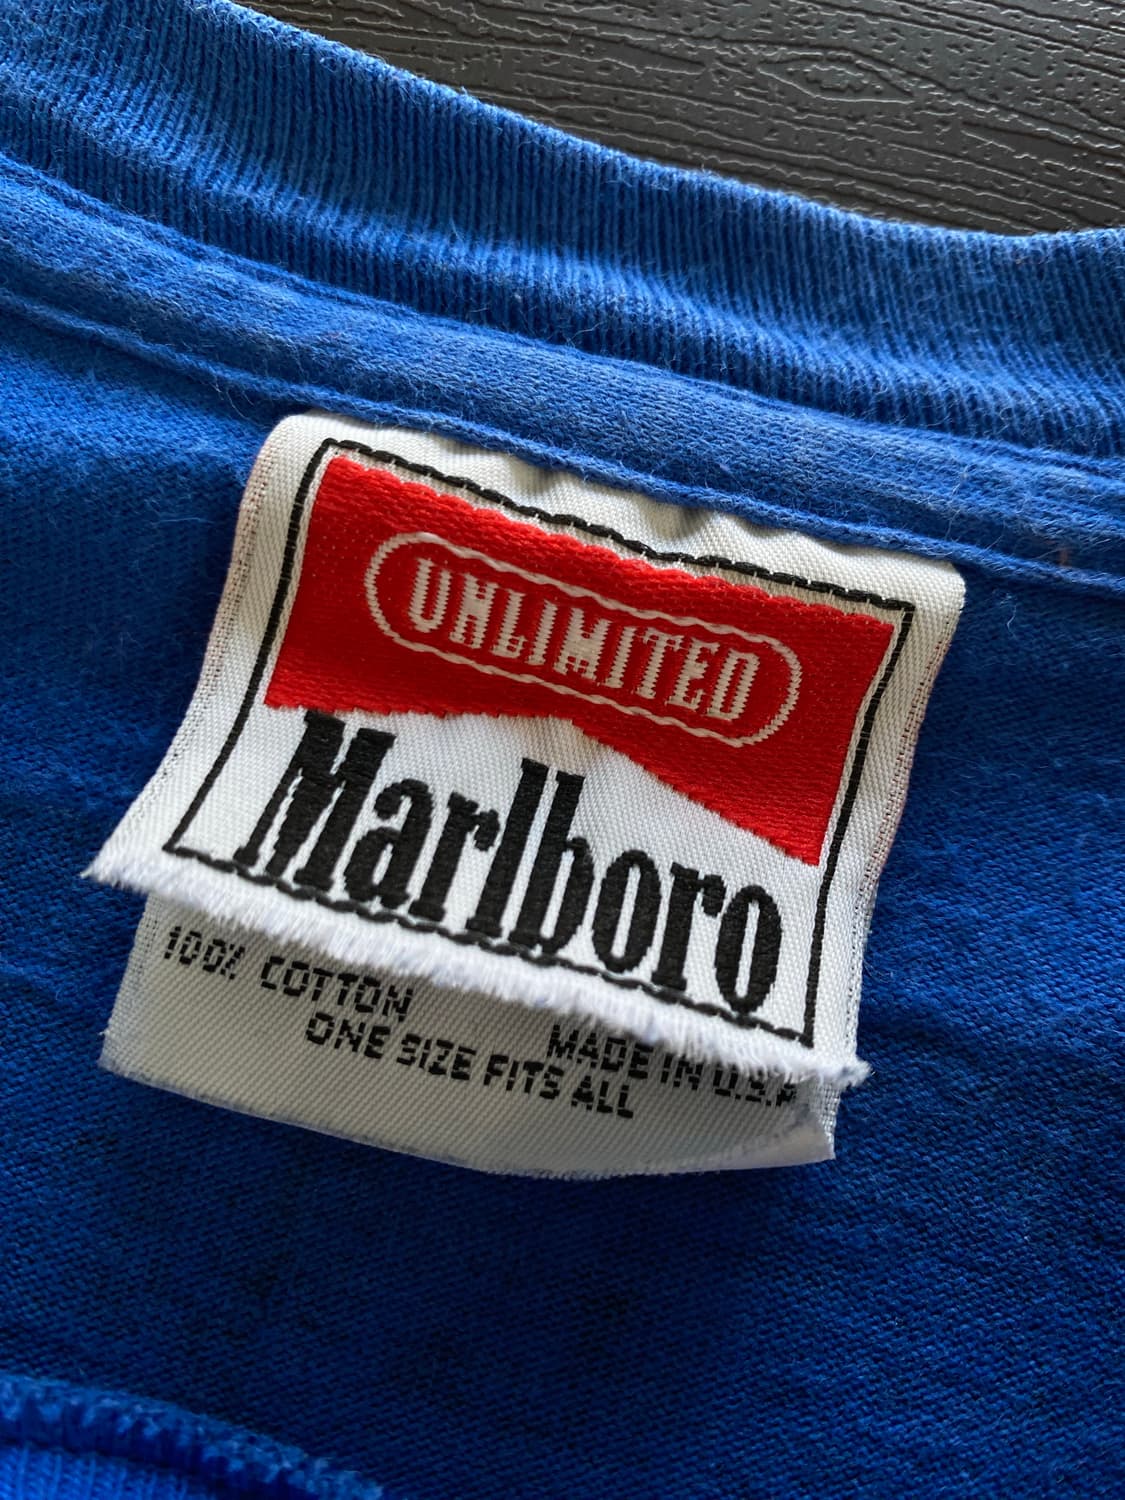 UNLIMITED
Marlboro
100% COTTON
MADE IN U.S.A
ONE SIZE FITS ALL